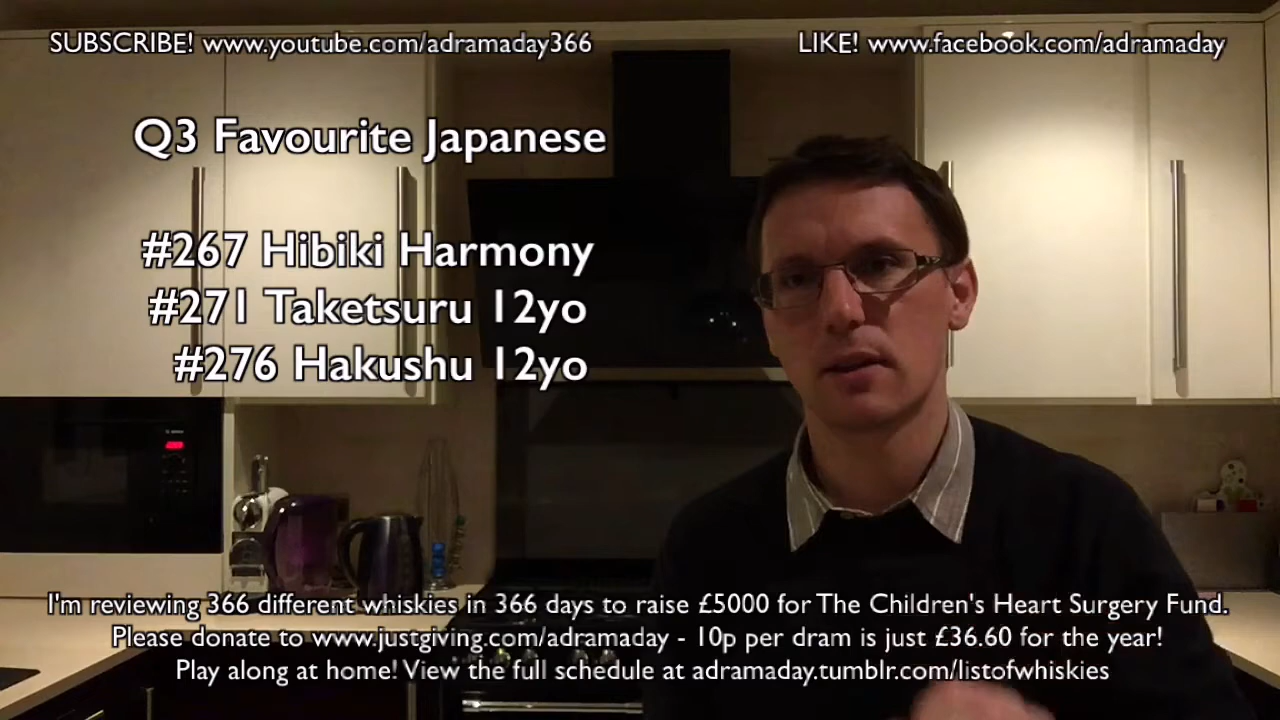 SUBSCRIBE! www.youtube.com/adramaday366
LIKE! www.facebook.com/adramaday
Q3 Favourite Japanese
#267 Hibiki Harmony
#271 Taketsuru 12yo
#276 Hakushu 12yo
I'm reviewing 366 different whiskies in 366 days to raise £5000 for The Children's Heart Surgery Fund.
Please donate to www.justgiving.com/adramaday - 10p per dram is just £36.60 for the year!
Play along at home! View the full schedule at adramaday.tumblr.com/listofwhiskies